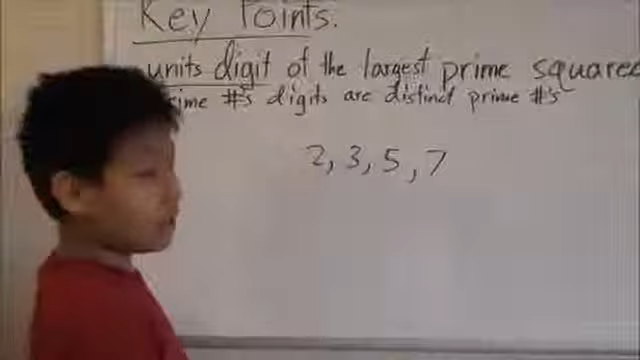 Key Points:
units digit of the largest prime squared
prime #'s digits are distinct prime #'s
2, 3, 5, 7